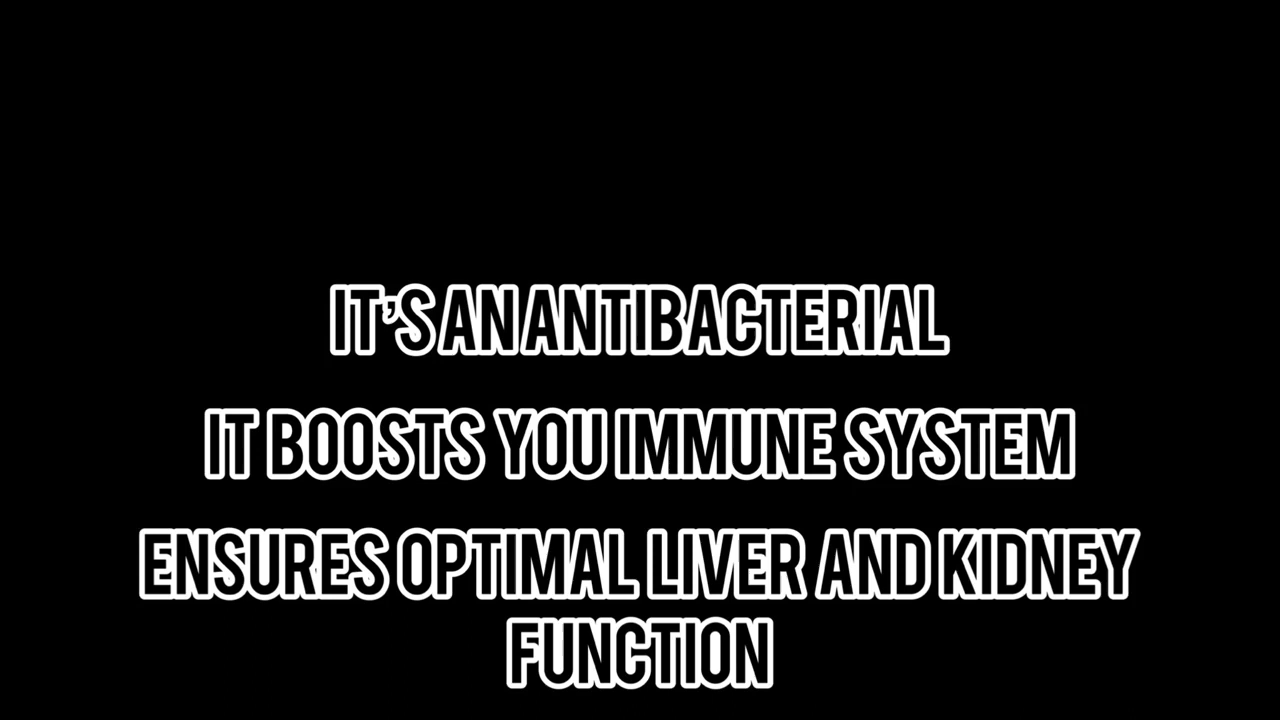 IT'S AN ANTIBACTERIAL
IT BOOSTS YOU IMMUNE SYSTEM
ENSURES OPTIMAL LIVER AND KIDNEY
FUNCTION